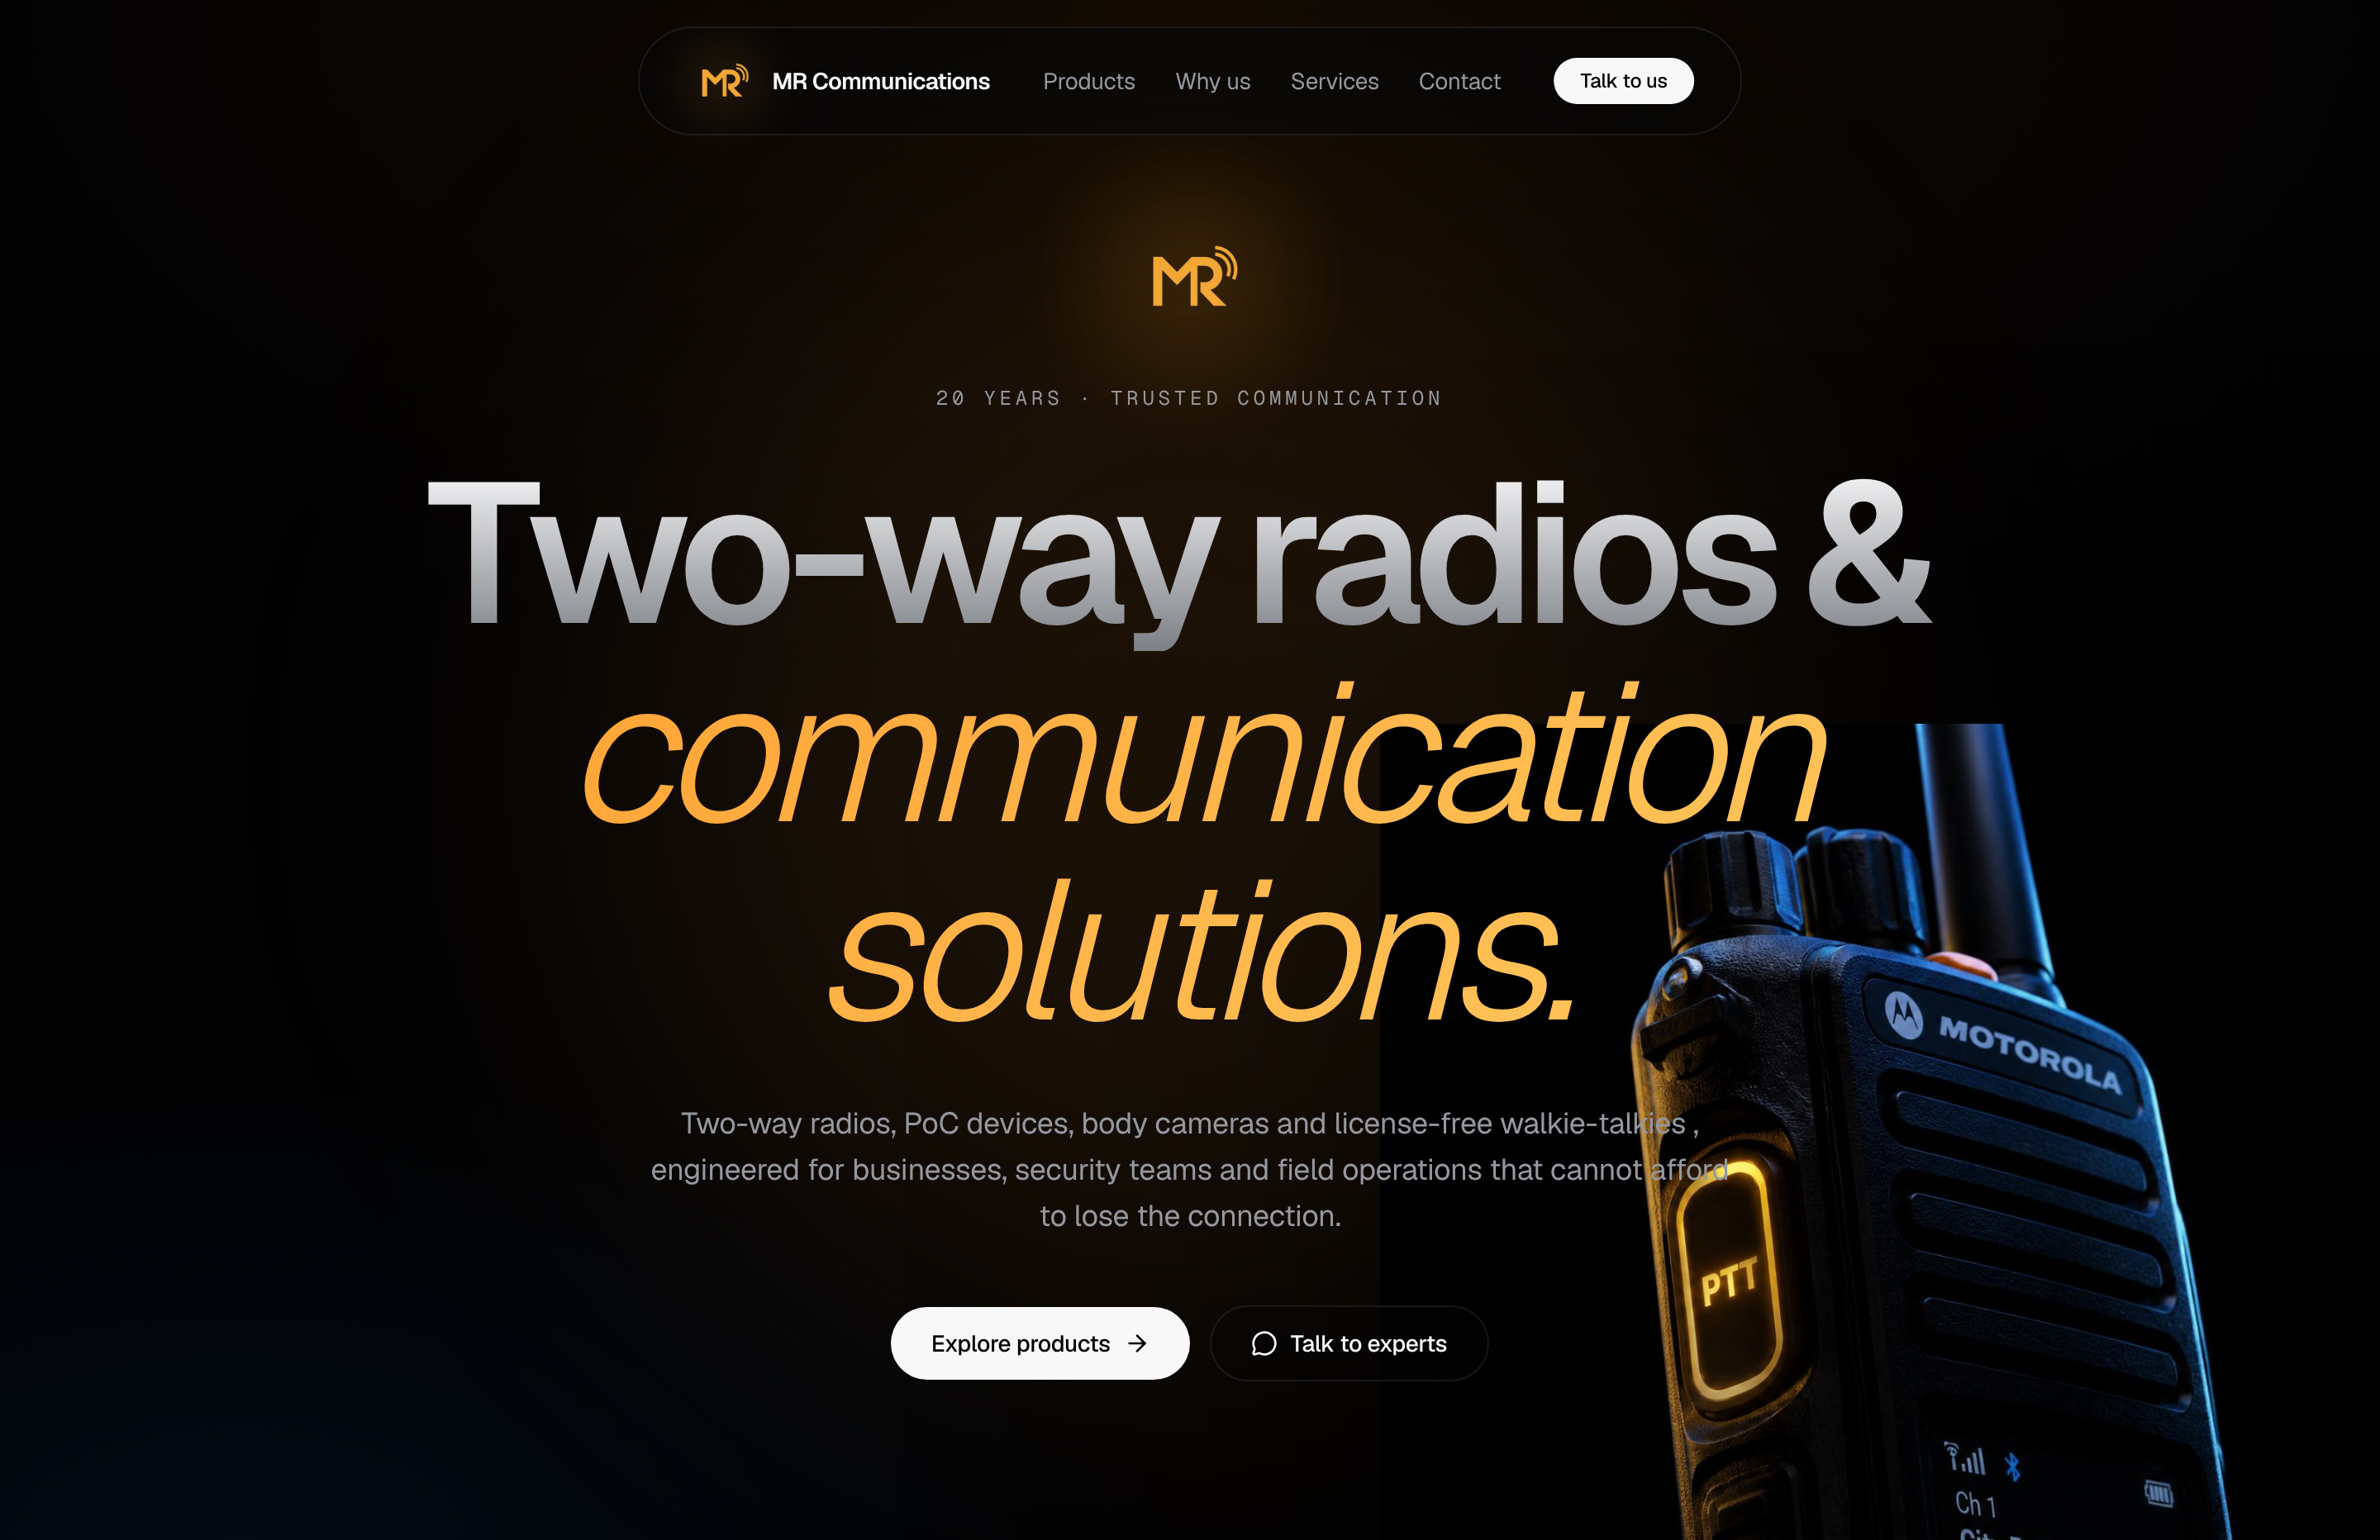 MR MR Communications Products Why us Services Contact Talk to us
MR
20 YEARS · TRUSTED COMMUNICATION
Two-way radios &
communication
solutions.
MOTOROLA
Two-way radios, PoC devices, body cameras and license-free walkie-talkies ,
engineered for businesses, security teams and field operations that cannot afford
to lose the connection.
PTT
Explore products
Talk to experts
Ch 1